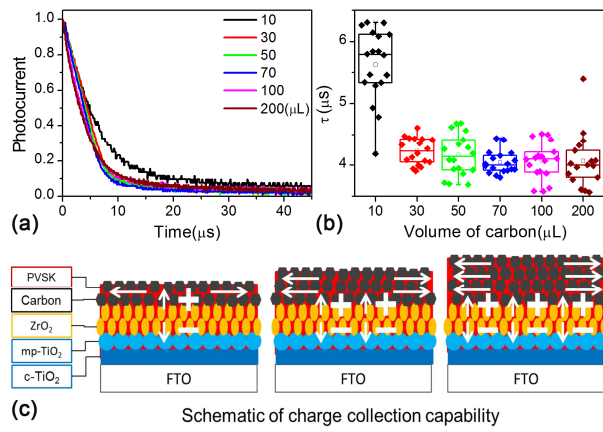 (a)
Photocurrent
1.0
0.8
0.6
0.4
0.2
0.0
10
30
50
70
100
200(μL)
0 10 20 30 40
Time(μs)
(b)
τ (μs)
6
5
4
10 30 50 70 100 200
Volume of carbon(μL)
PVSK
Carbon
ZrO₂
mp-TiO₂
c-TiO₂
+
−
FTO
+ +
− −
FTO
+ + +
− − −
FTO
(c) Schematic of charge collection capability